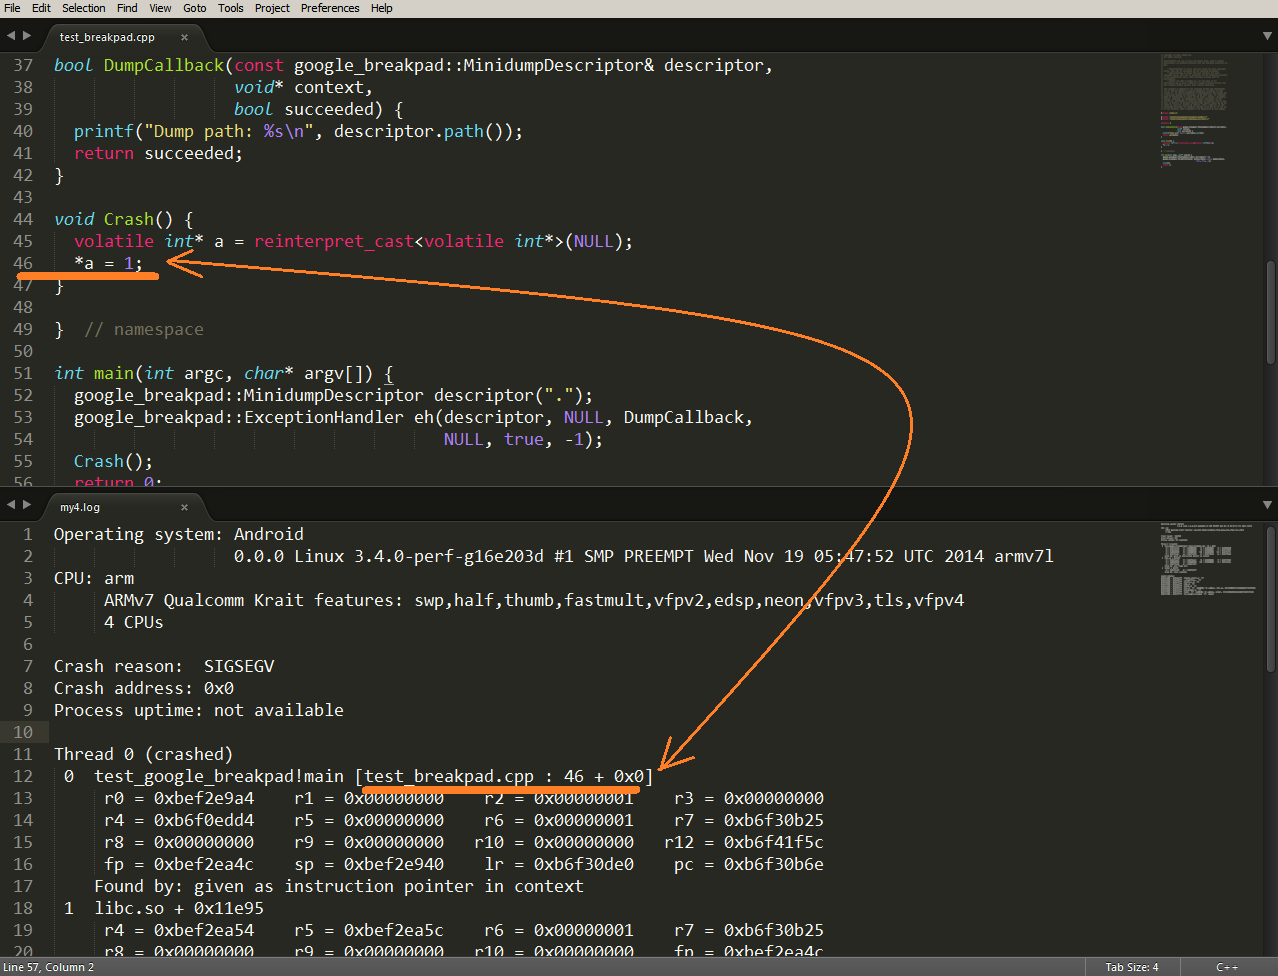 File Edit Selection Find View Goto Tools Project Preferences Help
test_breakpad.cpp ×
37 bool DumpCallback(const google_breakpad::MinidumpDescriptor& descriptor,
38 void* context,
39 bool succeeded) {
40 printf("Dump path: %s\n", descriptor.path());
41 return succeeded;
42 }
43
44 void Crash() {
45 volatile int* a = reinterpret_cast<volatile int*>(NULL);
46 *a = 1;
47 }
48
49 } // namespace
50
51 int main(int argc, char* argv[]) {
52 google_breakpad::MinidumpDescriptor descriptor(".");
53 google_breakpad::ExceptionHandler eh(descriptor, NULL, DumpCallback,
54 NULL, true, -1);
55 Crash();
56 return 0;
my4.log ×
1 Operating system: Android
2 0.0.0 Linux 3.4.0-perf-g16e203d #1 SMP PREEMPT Wed Nov 19 05:47:52 UTC 2014 armv7l
3 CPU: arm
4 ARMv7 Qualcomm Krait features: swp,half,thumb,fastmult,vfpv2,edsp,neon,vfpv3,tls,vfpv4
5 4 CPUs
6
7 Crash reason: SIGSEGV
8 Crash address: 0x0
9 Process uptime: not available
10
11 Thread 0 (crashed)
12 0 test_google_breakpad!main [test_breakpad.cpp : 46 + 0x0]
13 r0 = 0xbef2e9a4 r1 = 0x00000000 r2 = 0x00000001 r3 = 0x00000000
14 r4 = 0xb6f0edd4 r5 = 0x00000000 r6 = 0x00000001 r7 = 0xb6f30b25
15 r8 = 0x00000000 r9 = 0x00000000 r10 = 0x00000000 r12 = 0xb6f41f5c
16 fp = 0xbef2ea4c sp = 0xbef2e940 lr = 0xb6f30de0 pc = 0xb6f30b6e
17 Found by: given as instruction pointer in context
18 1 libc.so + 0x11e95
19 r4 = 0xbef2ea54 r5 = 0xbef2ea5c r6 = 0x00000001 r7 = 0xb6f30b25
20 r8 = 0x00000000 r9 = 0x00000000 r10 = 0x00000000 fp = 0xbef2ea4c
Line 57, Column 2 Tab Size: 4 C++